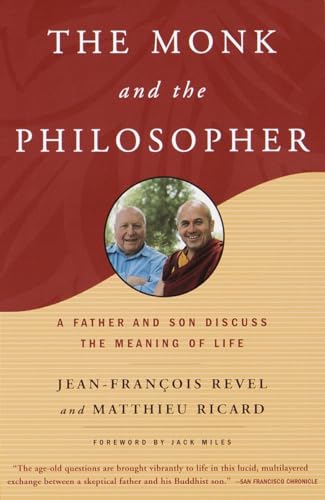 THE MONK
and the
PHILOSOPHER
A FATHER AND SON DISCUSS
THE MEANING OF LIFE
JEAN-FRANÇOIS REVEL
and MATTHIEU RICARD
FOREWORD BY JACK MILES
"The age-old questions are brought vibrantly to life in this lucid, multilayered
exchange between a skeptical father and his Buddhist son." —SAN FRANCISCO CHRONICLE